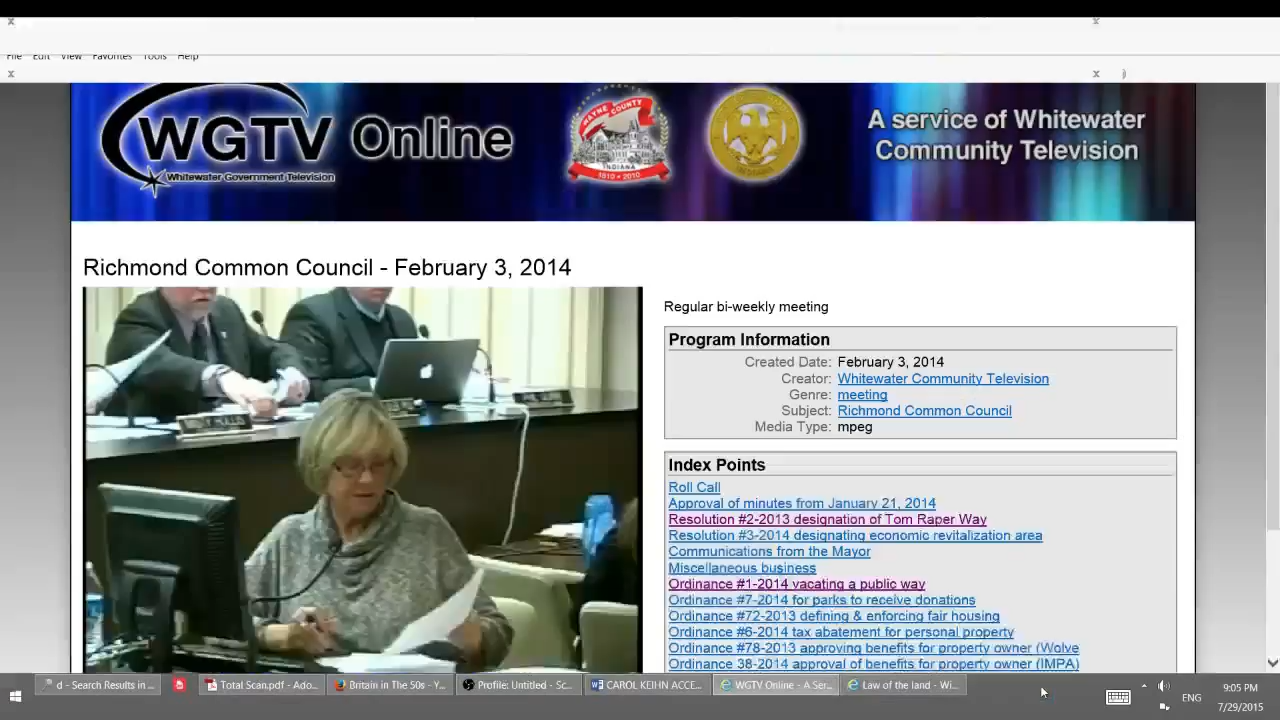 x x
File Edit View Favorites Tools Help
x x
WGTV Online
Whitewater Government Television
WAYNE COUNTY
INDIANA
1810 • 2010
A service of Whitewater
Community Television
Richmond Common Council - February 3, 2014
Regular bi-weekly meeting
Program Information
Created Date: February 3, 2014
Creator: Whitewater Community Television
Genre: meeting
Subject: Richmond Common Council
Media Type: mpeg
Index Points
Roll Call
Approval of minutes from January 21, 2014
Resolution #2-2013 designation of Tom Raper Way
Resolution #3-2014 designating economic revitalization area
Communications from the Mayor
Miscellaneous business
Ordinance #1-2014 vacating a public way
Ordinance #7-2014 for parks to receive donations
Ordinance #72-2013 defining & enforcing fair housing
Ordinance #6-2014 tax abatement for personal property
Ordinance #78-2013 approving benefits for property owner (Wolve
Ordinance 38-2014 approval of benefits for property owner (IMPA)
d - Search Results in ... Total Scan.pdf - Ado... Britain in The 50s - Y... Profile: Untitled - Sc... CAROL KEIHN ACCE... WGTV Online - A Ser... Law of the land - Wi... ENG 9:05 PM
7/29/2015